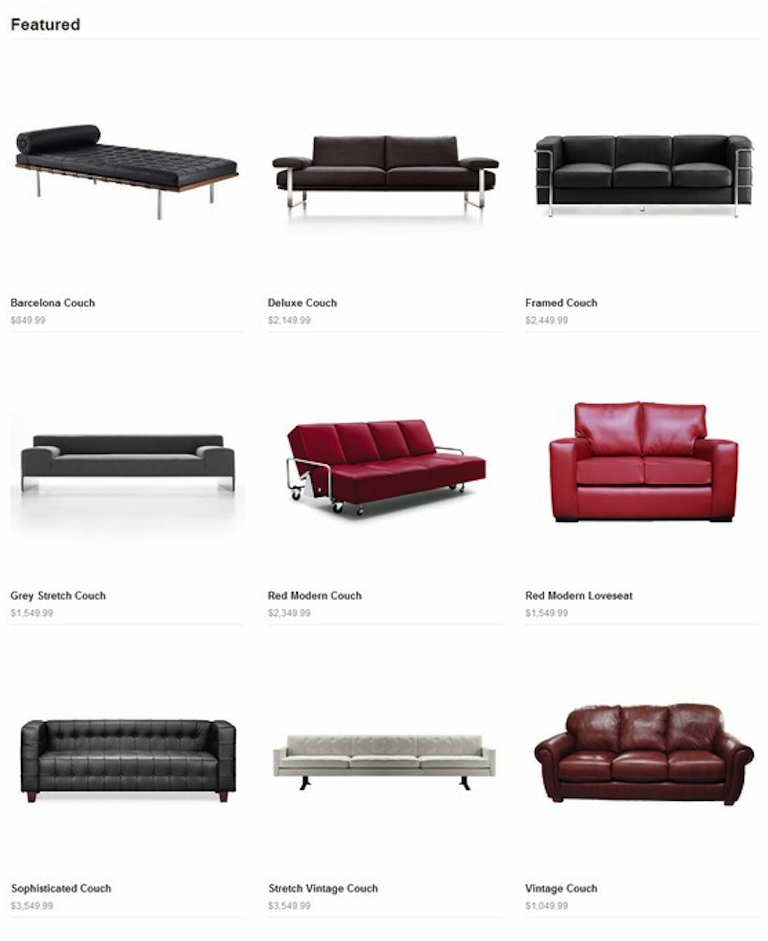 Featured
Barcelona Couch
$849.99
Deluxe Couch
$2,149.99
Framed Couch
$2,449.99
Grey Stretch Couch
$1,549.99
Red Modern Couch
$2,349.99
Red Modern Loveseat
$1,549.99
Sophisticated Couch
$3,549.99
Stretch Vintage Couch
$3,549.99
Vintage Couch
$1,049.99